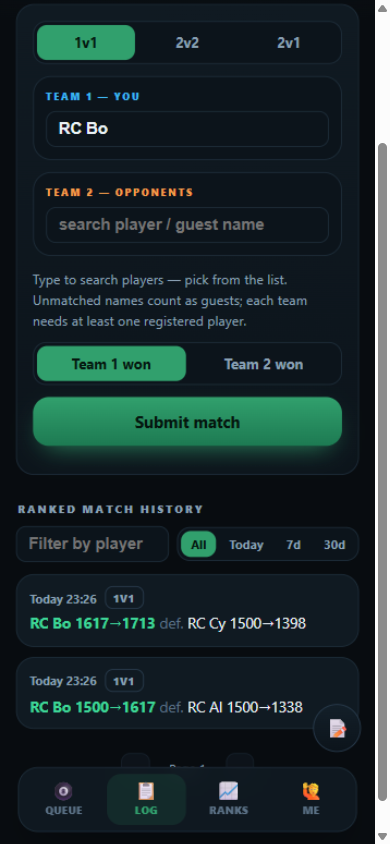 1v1 2v2 2v1
TEAM 1 — YOU
RC Bo
TEAM 2 — OPPONENTS
search player / guest name
Type to search players — pick from the list.
Unmatched names count as guests; each team
needs at least one registered player.
Team 1 won Team 2 won
Submit match
RANKED MATCH HISTORY
Filter by player All Today 7d 30d
Today 23:26 1V1
RC Bo 1617→1713 def. RC Cy 1500→1398
Today 23:26 1V1
RC Bo 1500→1617 def. RC Al 1500→1338
QUEUE LOG RANKS ME